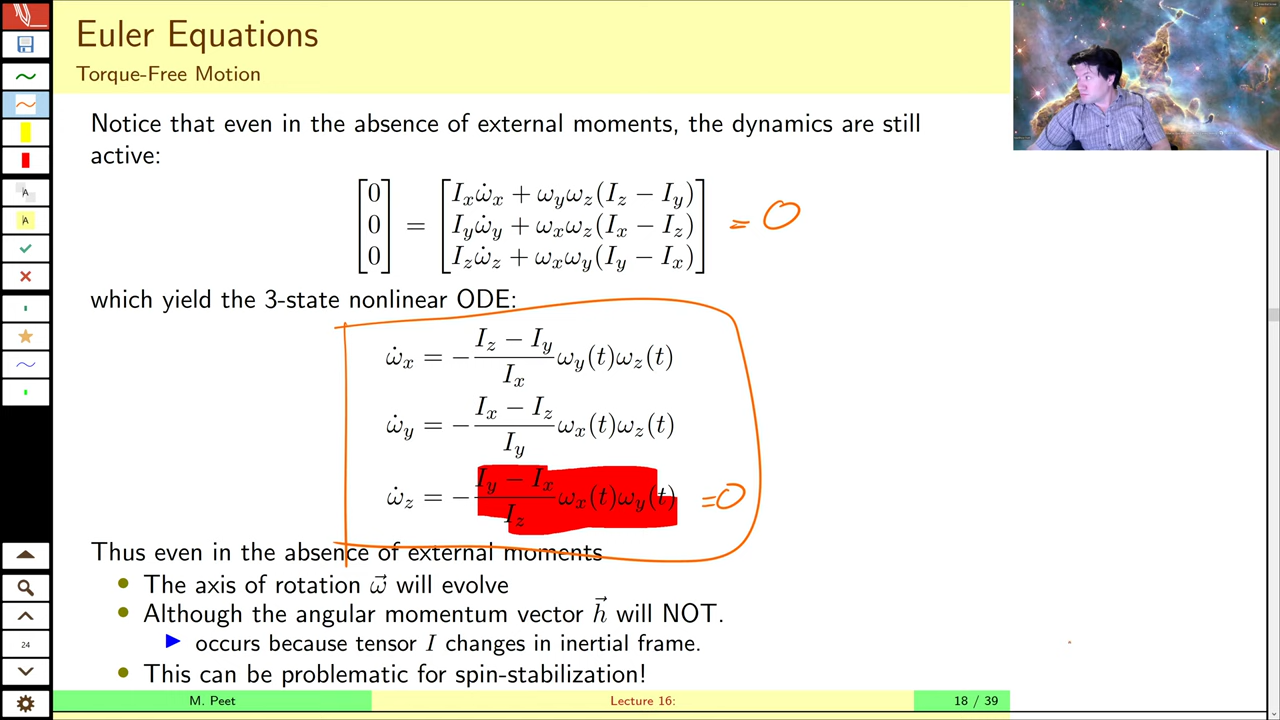 Euler Equations
Torque-Free Motion
Notice that even in the absence of external moments, the dynamics are still
active:
[0 0 0] = [I_x ω̇_x + ω_y ω_z (I_z − I_y) I_y ω̇_y + ω_x ω_z (I_x − I_z) I_z ω̇_z + ω_x ω_y (I_y − I_x)] = 0
which yield the 3-state nonlinear ODE:
ω̇_x = − (I_z − I_y)/I_x ω_y(t)ω_z(t)
ω̇_y = − (I_x − I_z)/I_y ω_x(t)ω_z(t)
ω̇_z = − (I_y − I_x)/I_z ω_x(t)ω_y(t) = 0
Thus even in the absence of external moments
• The axis of rotation ω⃗ will evolve
• Although the angular momentum vector h⃗ will NOT.
▶ occurs because tensor I changes in inertial frame.
• This can be problematic for spin-stabilization!
M. Peet Lecture 16: 18 / 39
A
A
24